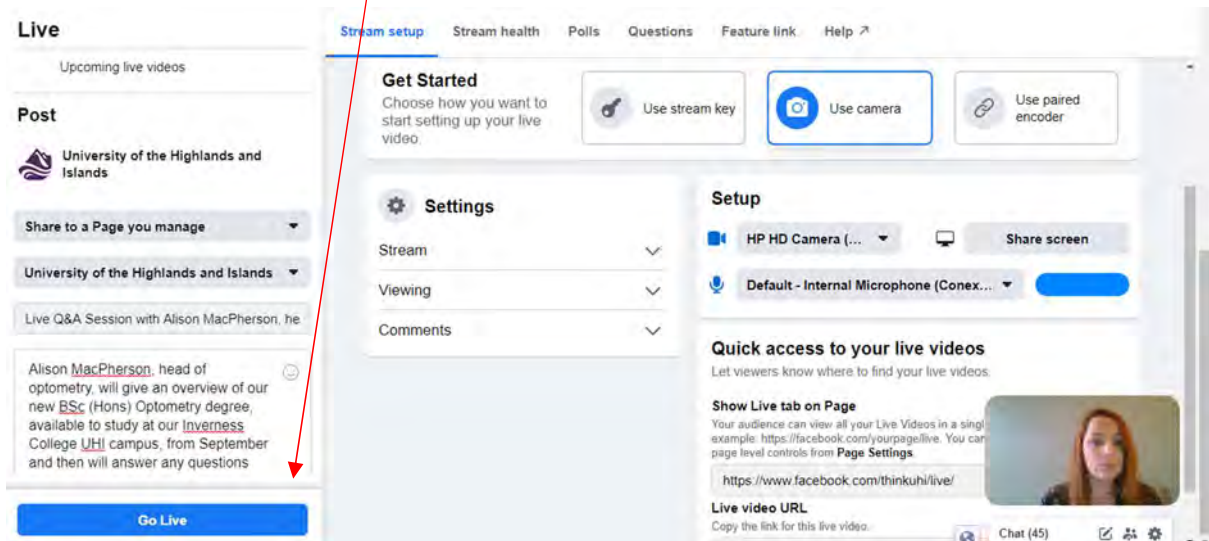 Live
Upcoming live videos
Post
University of the Highlands and
Islands
Share to a Page you manage
University of the Highlands and Islands
Live Q&A Session with Alison MacPherson, he
Alison MacPherson, head of
optometry, will give an overview of our
new BSc (Hons) Optometry degree,
available to study at our Inverness
College UHI campus, from September
and then will answer any questions
Go Live
Stream setup
Stream health
Polls
Questions
Feature link
Help
Get Started
Choose how you want to
start setting up your live
video.
Use stream key
Use camera
Use paired
encoder
Settings
Stream
Viewing
Comments
Setup
HP HD Camera (...
Share screen
Default - Internal Microphone (Conex...
Quick access to your live videos
Let viewers know where to find your live videos.
Show Live tab on Page
Your audience can view all your Live Videos in a singl
example: https://facebook.com/yourpage/live. You can
page level controls from Page Settings.
https://www.facebook.com/thinkuhi/live/
Live video URL
Copy the link for this live video.
Chat (45)